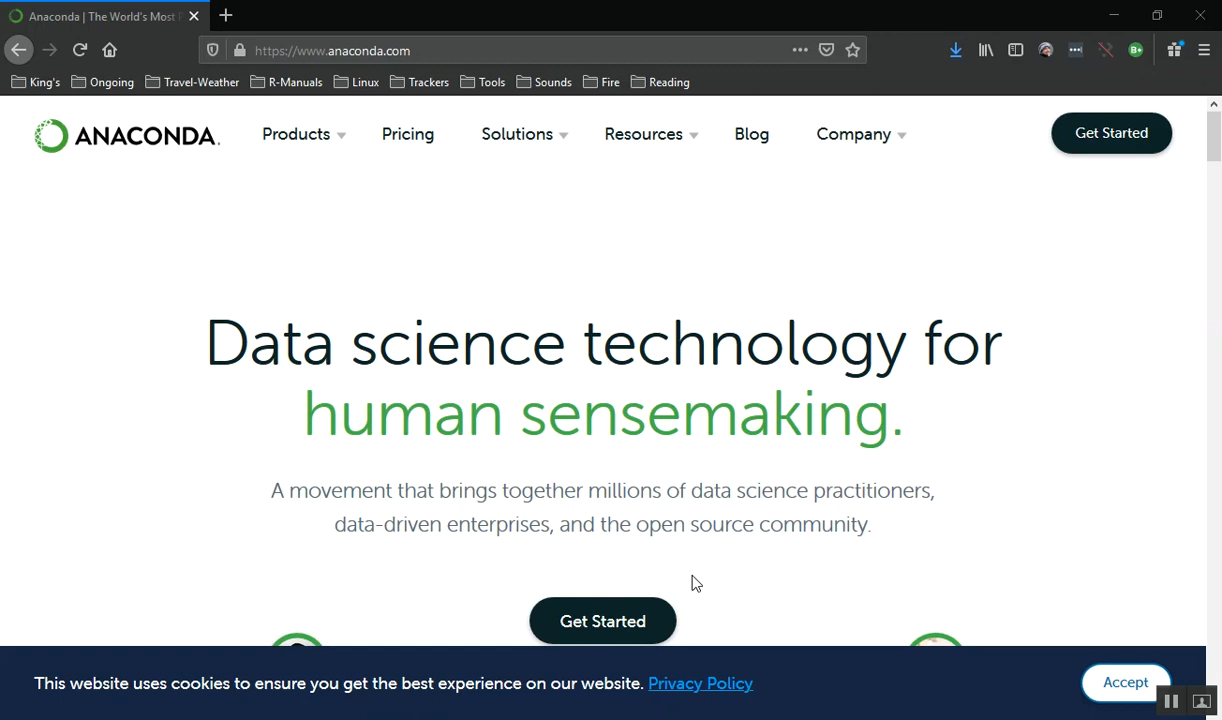 Anaconda | The World's Most
https://www.anaconda.com
King's Ongoing Travel-Weather R-Manuals Linux Trackers Tools Sounds Fire Reading
ANACONDA. Products Pricing Solutions Resources Blog Company Get Started
Data science technology for
human sensemaking.
A movement that brings together millions of data science practitioners,
data-driven enterprises, and the open source community.
Get Started
This website uses cookies to ensure you get the best experience on our website. Privacy Policy Accept